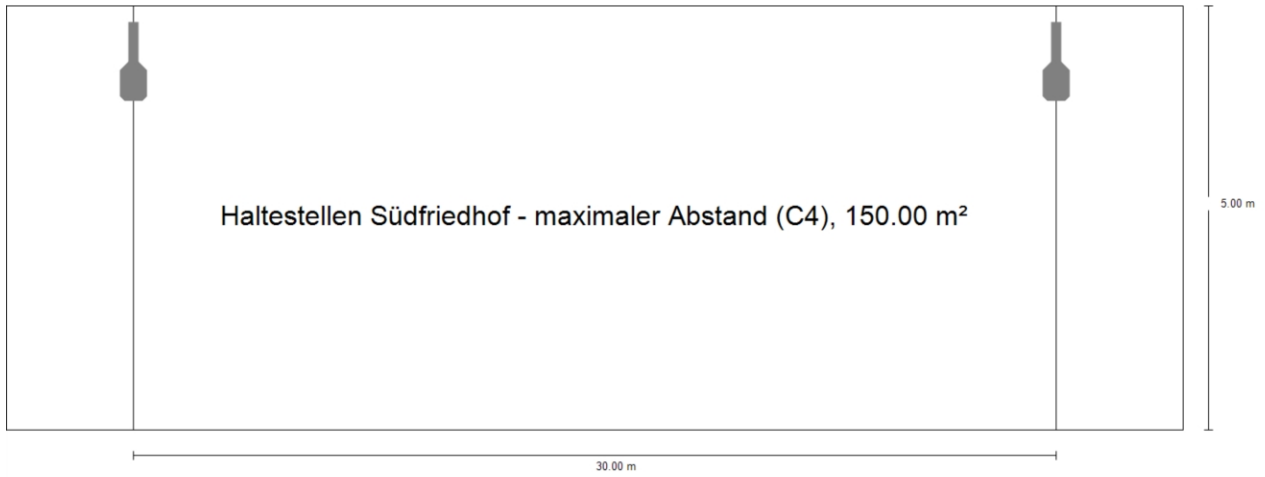 Haltestellen Südfriedhof - maximaler Abstand (C4), 150.00 m²
5.00 m
30.00 m